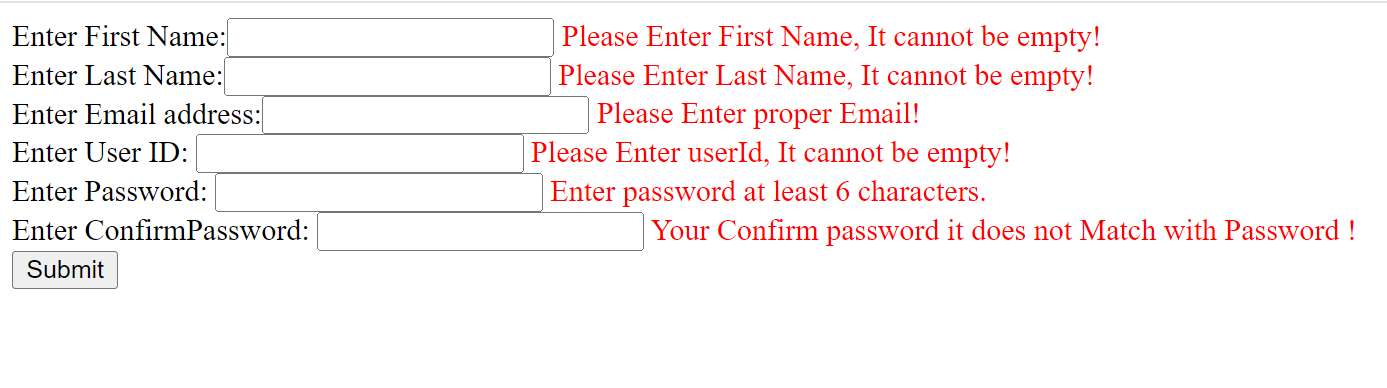 Enter First Name: Please Enter First Name, It cannot be empty!
Enter Last Name: Please Enter Last Name, It cannot be empty!
Enter Email address: Please Enter proper Email!
Enter User ID: Please Enter userId, It cannot be empty!
Enter Password: Enter password at least 6 characters.
Enter ConfirmPassword: Your Confirm password it does not Match with Password !
Submit